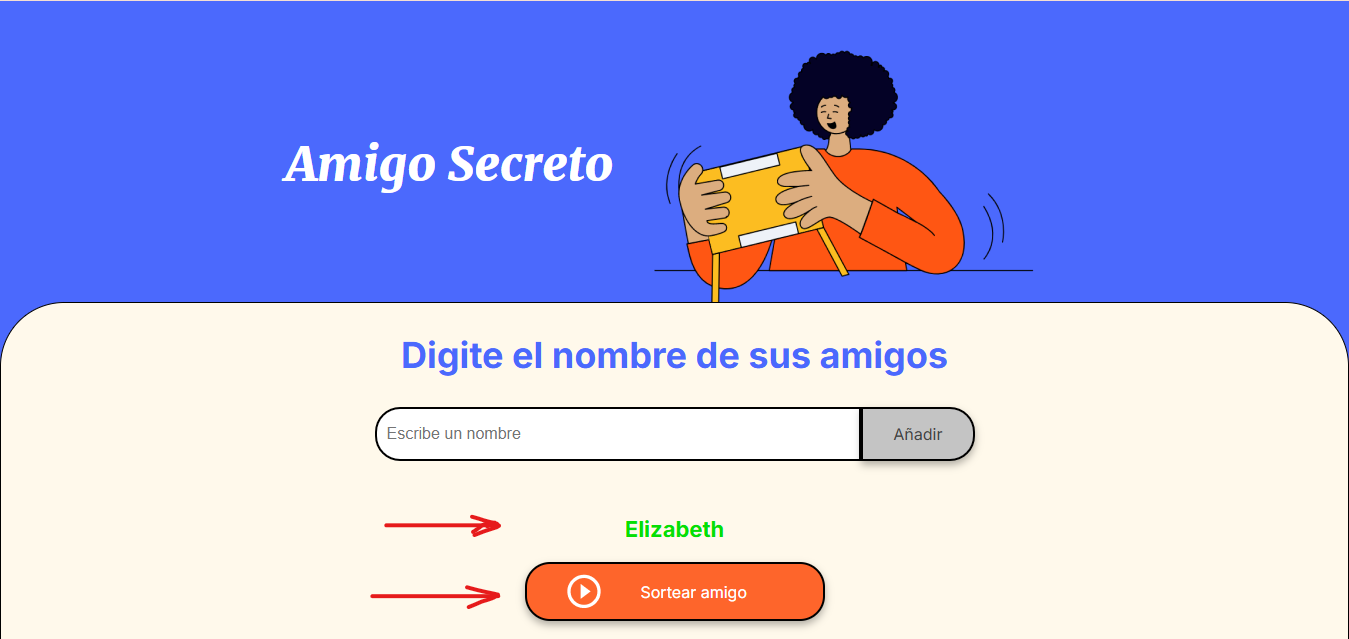 Amigo Secreto
Digite el nombre de sus amigos
Escribe un nombre
Añadir
Elizabeth
Sortear amigo